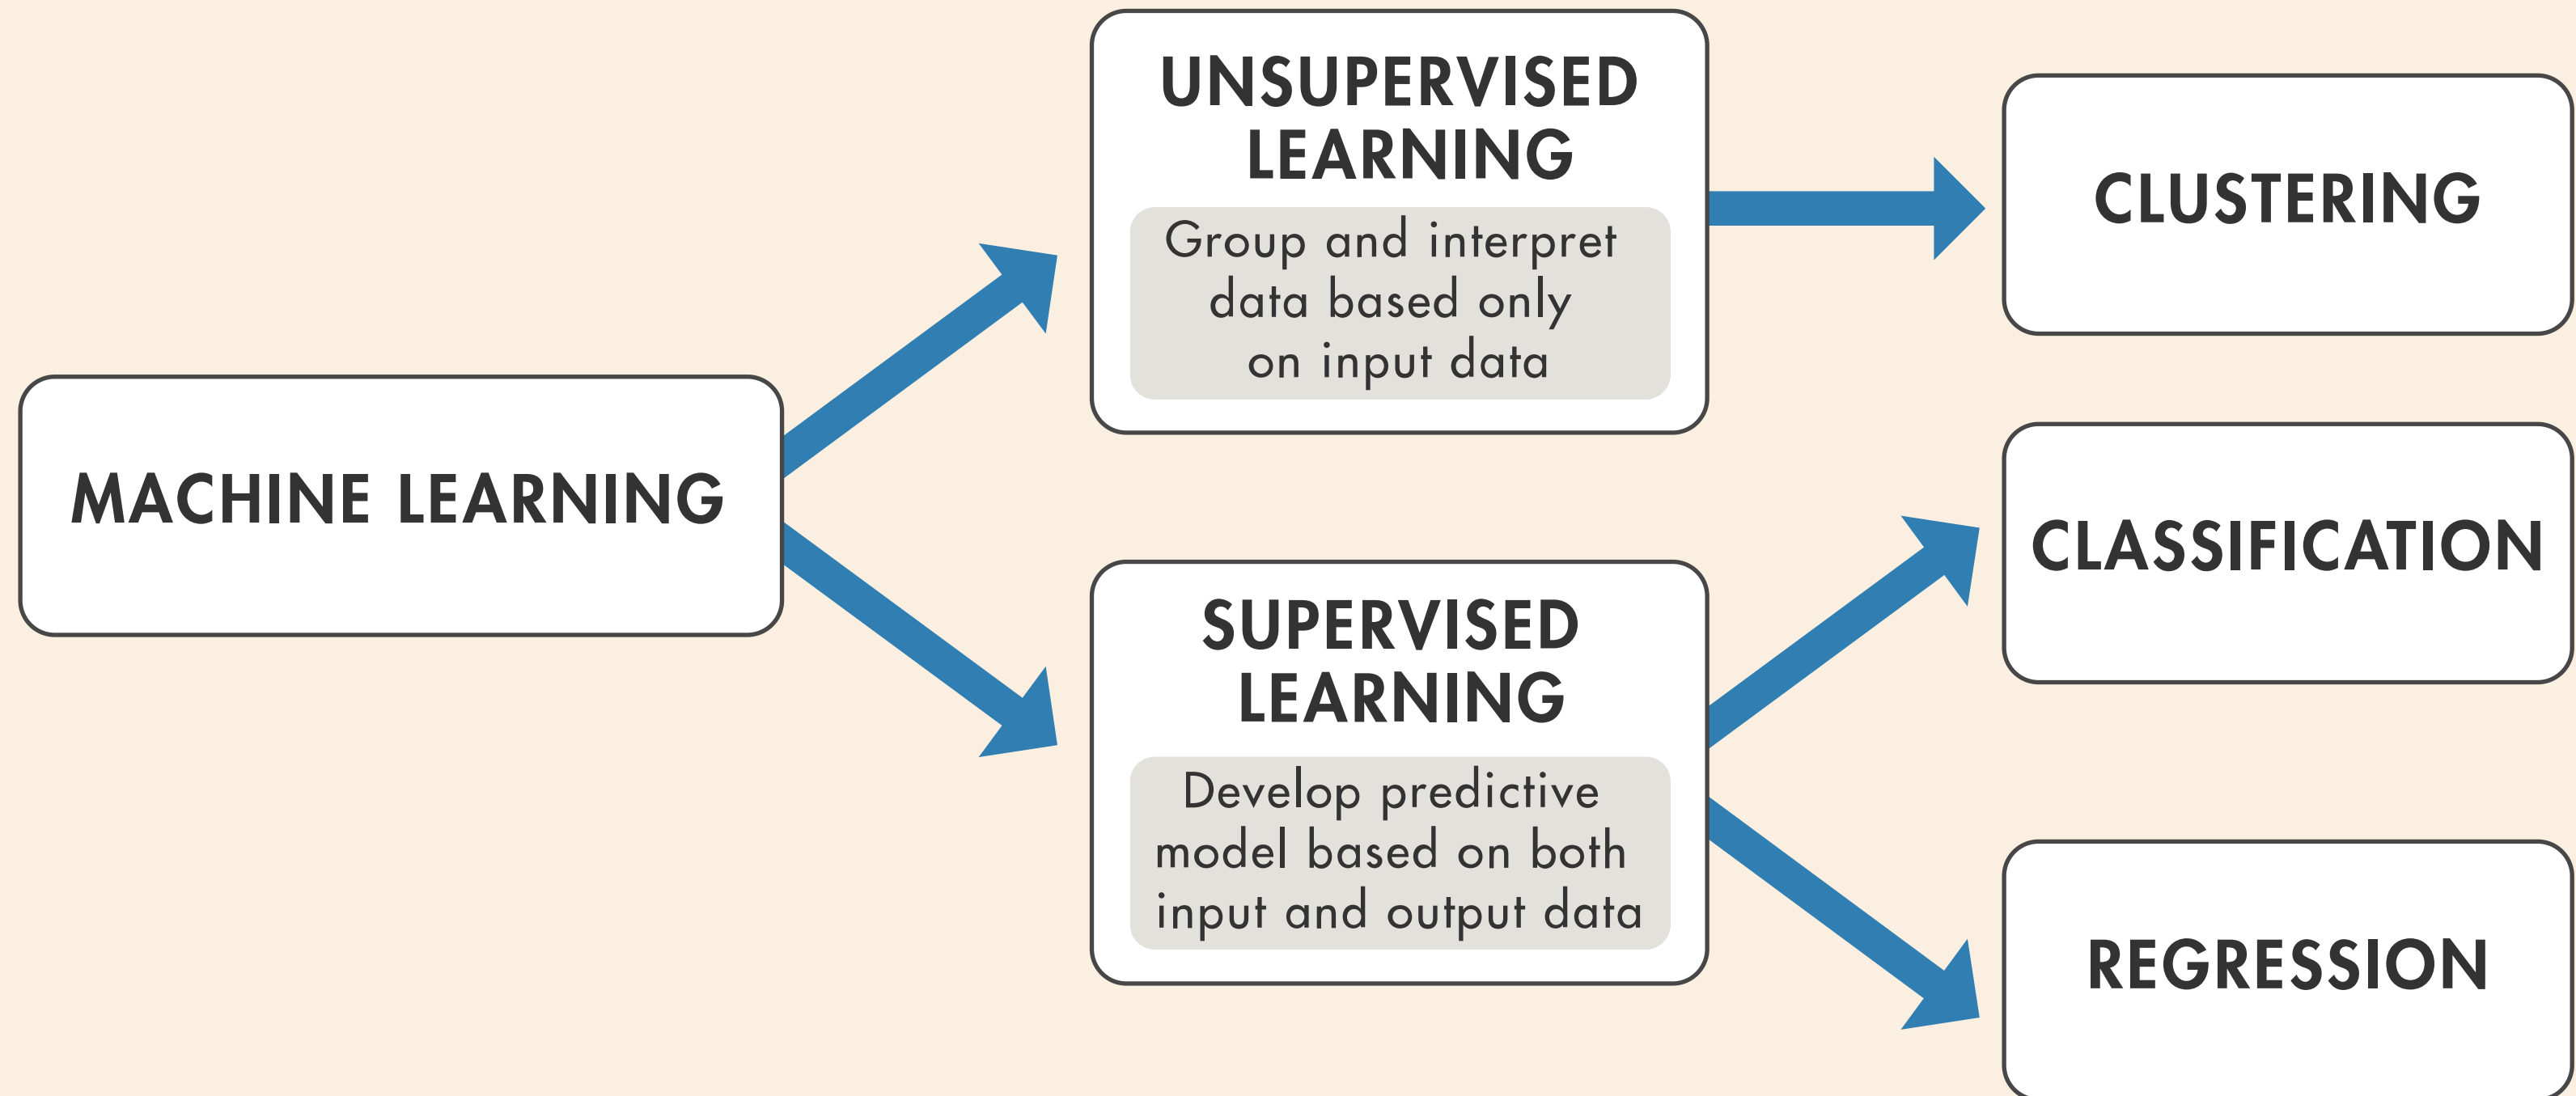 MACHINE LEARNING
UNSUPERVISED
LEARNING
Group and interpret
data based only
on input data
SUPERVISED
LEARNING
Develop predictive
model based on both
input and output data
CLUSTERING
CLASSIFICATION
REGRESSION